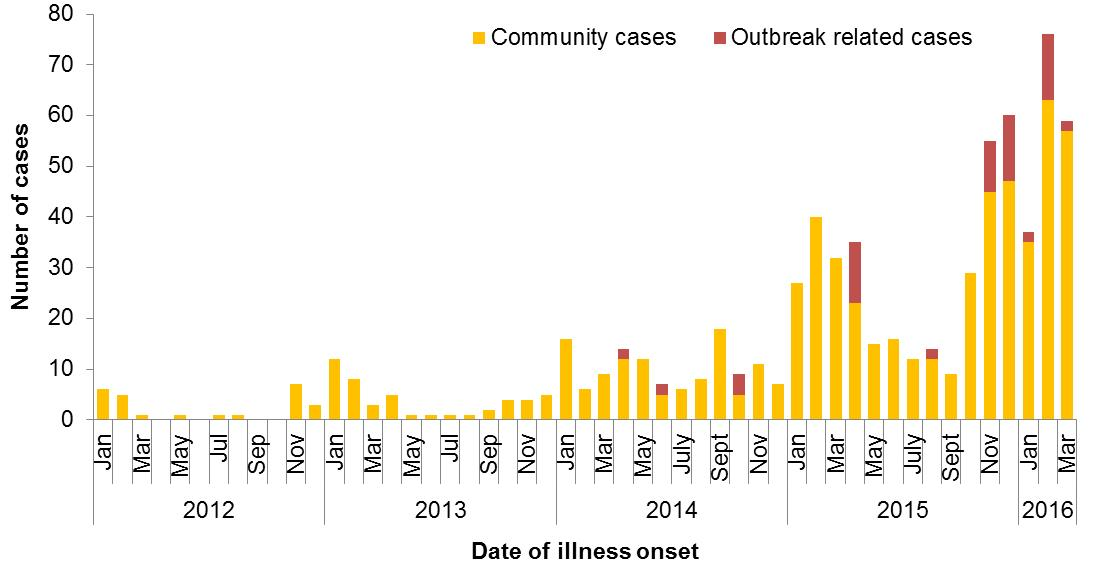 80
Community cases
Outbreak related cases
70
60
50
40
30
20
10
0
Number of cases
Jan
Mar
May
Jul
Sep
Nov
Jan
Mar
May
Jul
Sep
Nov
Jan
Mar
May
July
Sept
Nov
Jan
Mar
May
July
Sept
Nov
Jan
Mar
2012
2013
2014
2015
2016
Date of illness onset